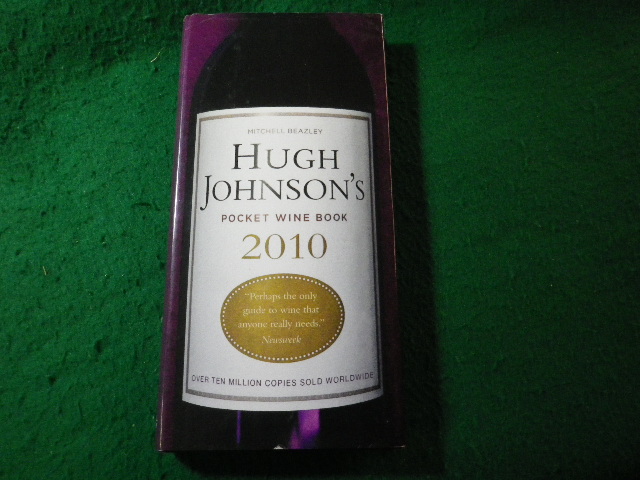 MITCHELL BEAZLEY
HUGH
JOHNSON'S
POCKET WINE BOOK
2010
"Perhaps the only
guide to wine that
anyone really needs."
Newsweek
OVER TEN MILLION COPIES SOLD WORLDWIDE